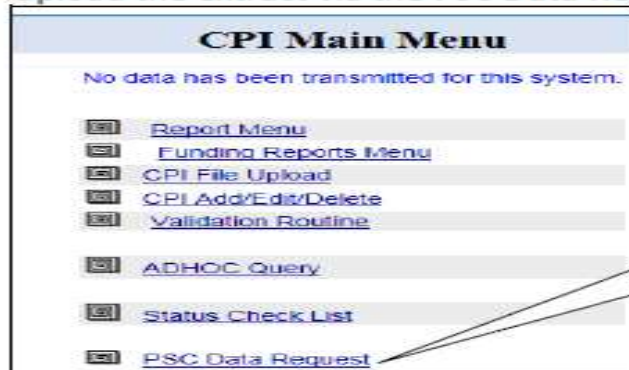 CPI Main Menu
No data has been transmitted for this system.
Report Menu
Funding Reports Menu
CPI File Upload
CPI Add/Edit/Delete
Validation Routine
ADHOC Query
Status Check List
PSC Data Request